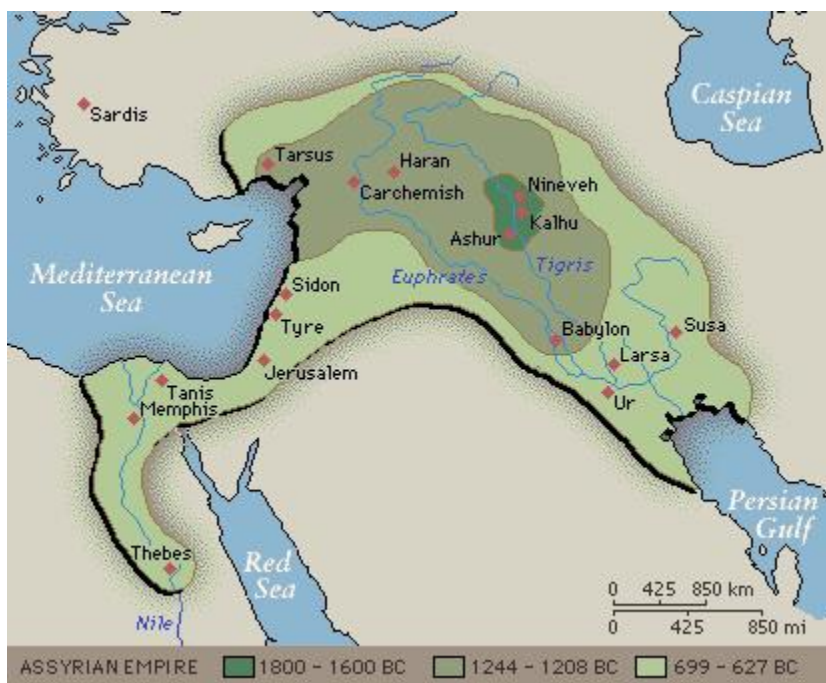 Caspian
Sea
Sardis
Tarsus
Haran
Carchemish
Nineveh
Kalhu
Ashur
Mediterranean
Sea
Euphrates
Tigris
Sidon
Tyre
Babylon
Susa
Larsa
Jerusalem
Tanis
Memphis
Ur
Persian
Gulf
Thebes
Red
Sea
Nile
0 425 850 km
0 425 850 mi
ASSYRIAN EMPIRE 1800 - 1600 BC 1244 - 1208 BC 699 - 627 BC